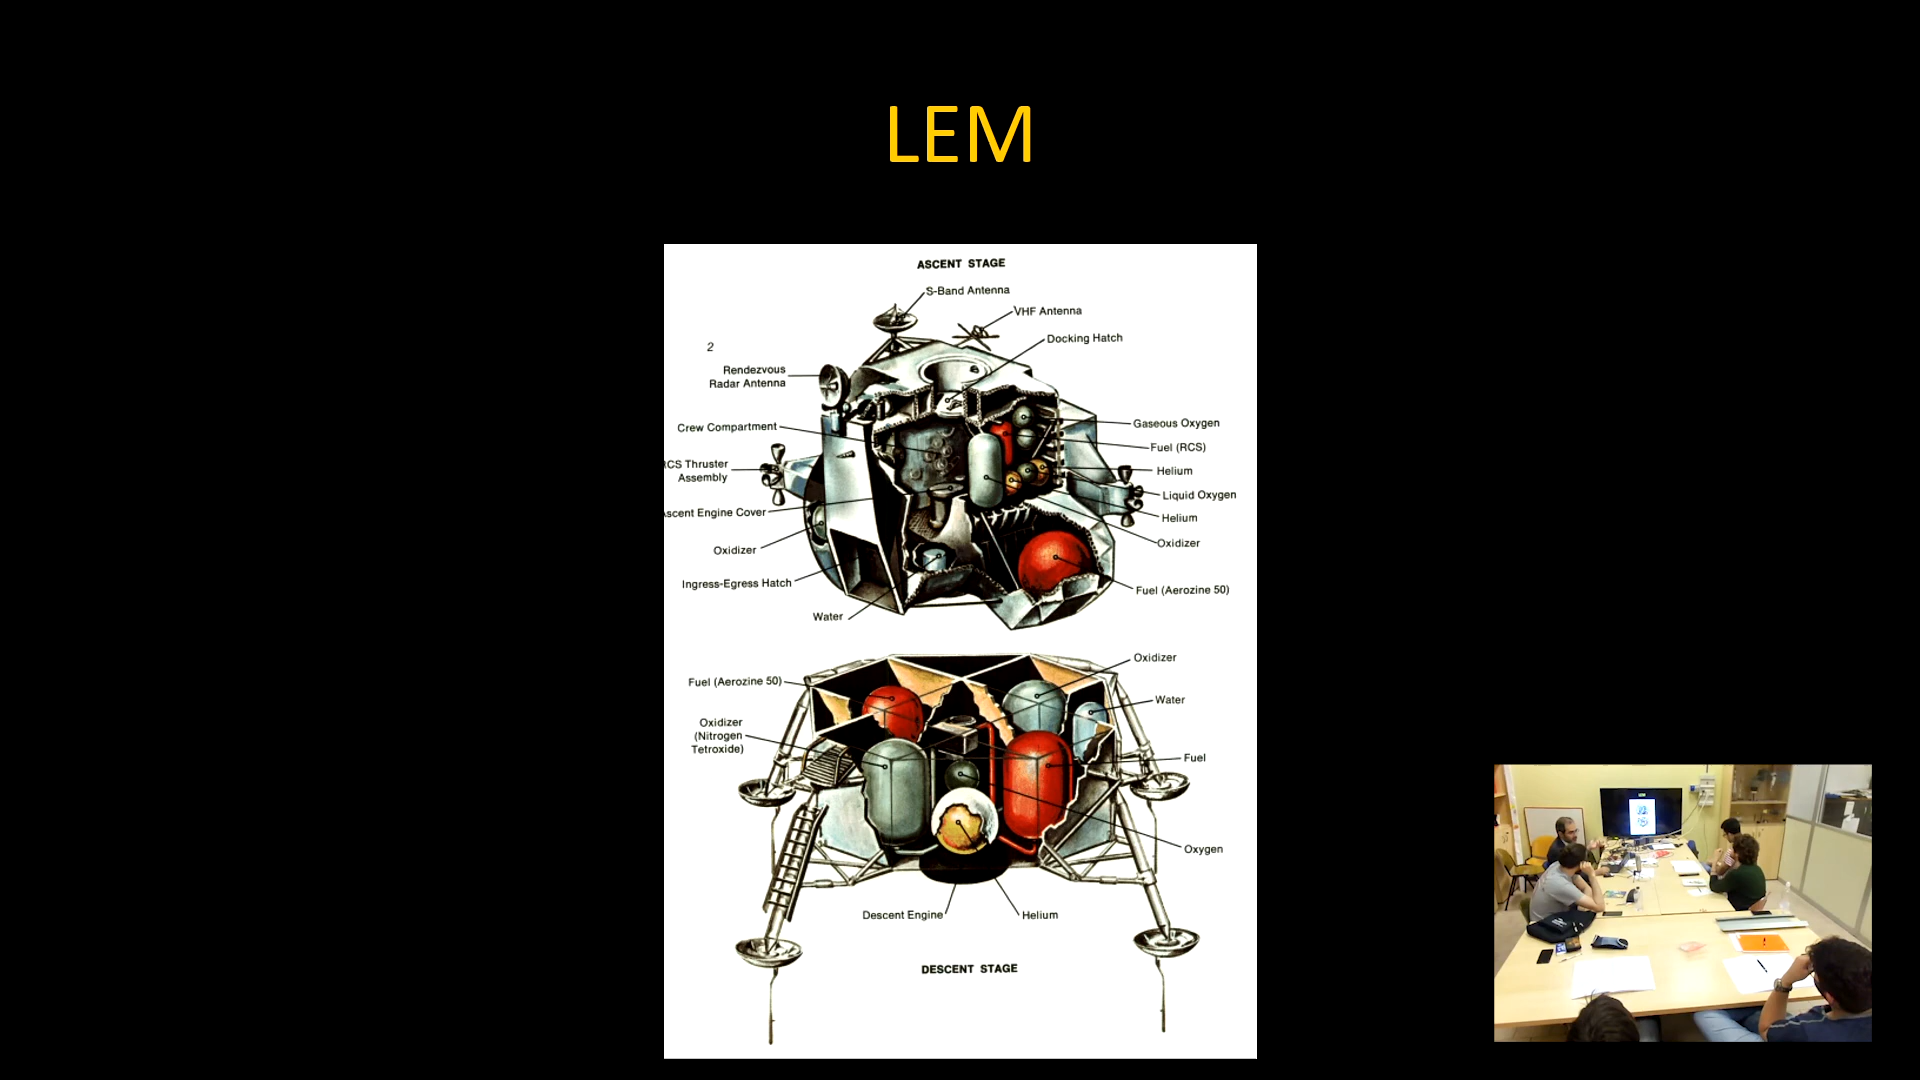 LEM
ASCENT STAGE
S-Band Antenna
VHF Antenna
2
Docking Hatch
Rendezvous
Radar Antenna
Crew Compartment
Gaseous Oxygen
Fuel (RCS)
CS Thruster
Assembly
Helium
Liquid Oxygen
scent Engine Cover
Helium
Oxidizer
Oxidizer
Ingress-Egress Hatch
Fuel (Aerozine 50)
Water
Oxidizer
Fuel (Aerozine 50)
Water
Oxidizer
(Nitrogen
Tetroxide)
Fuel
Oxygen
Descent Engine
Helium
DESCENT STAGE